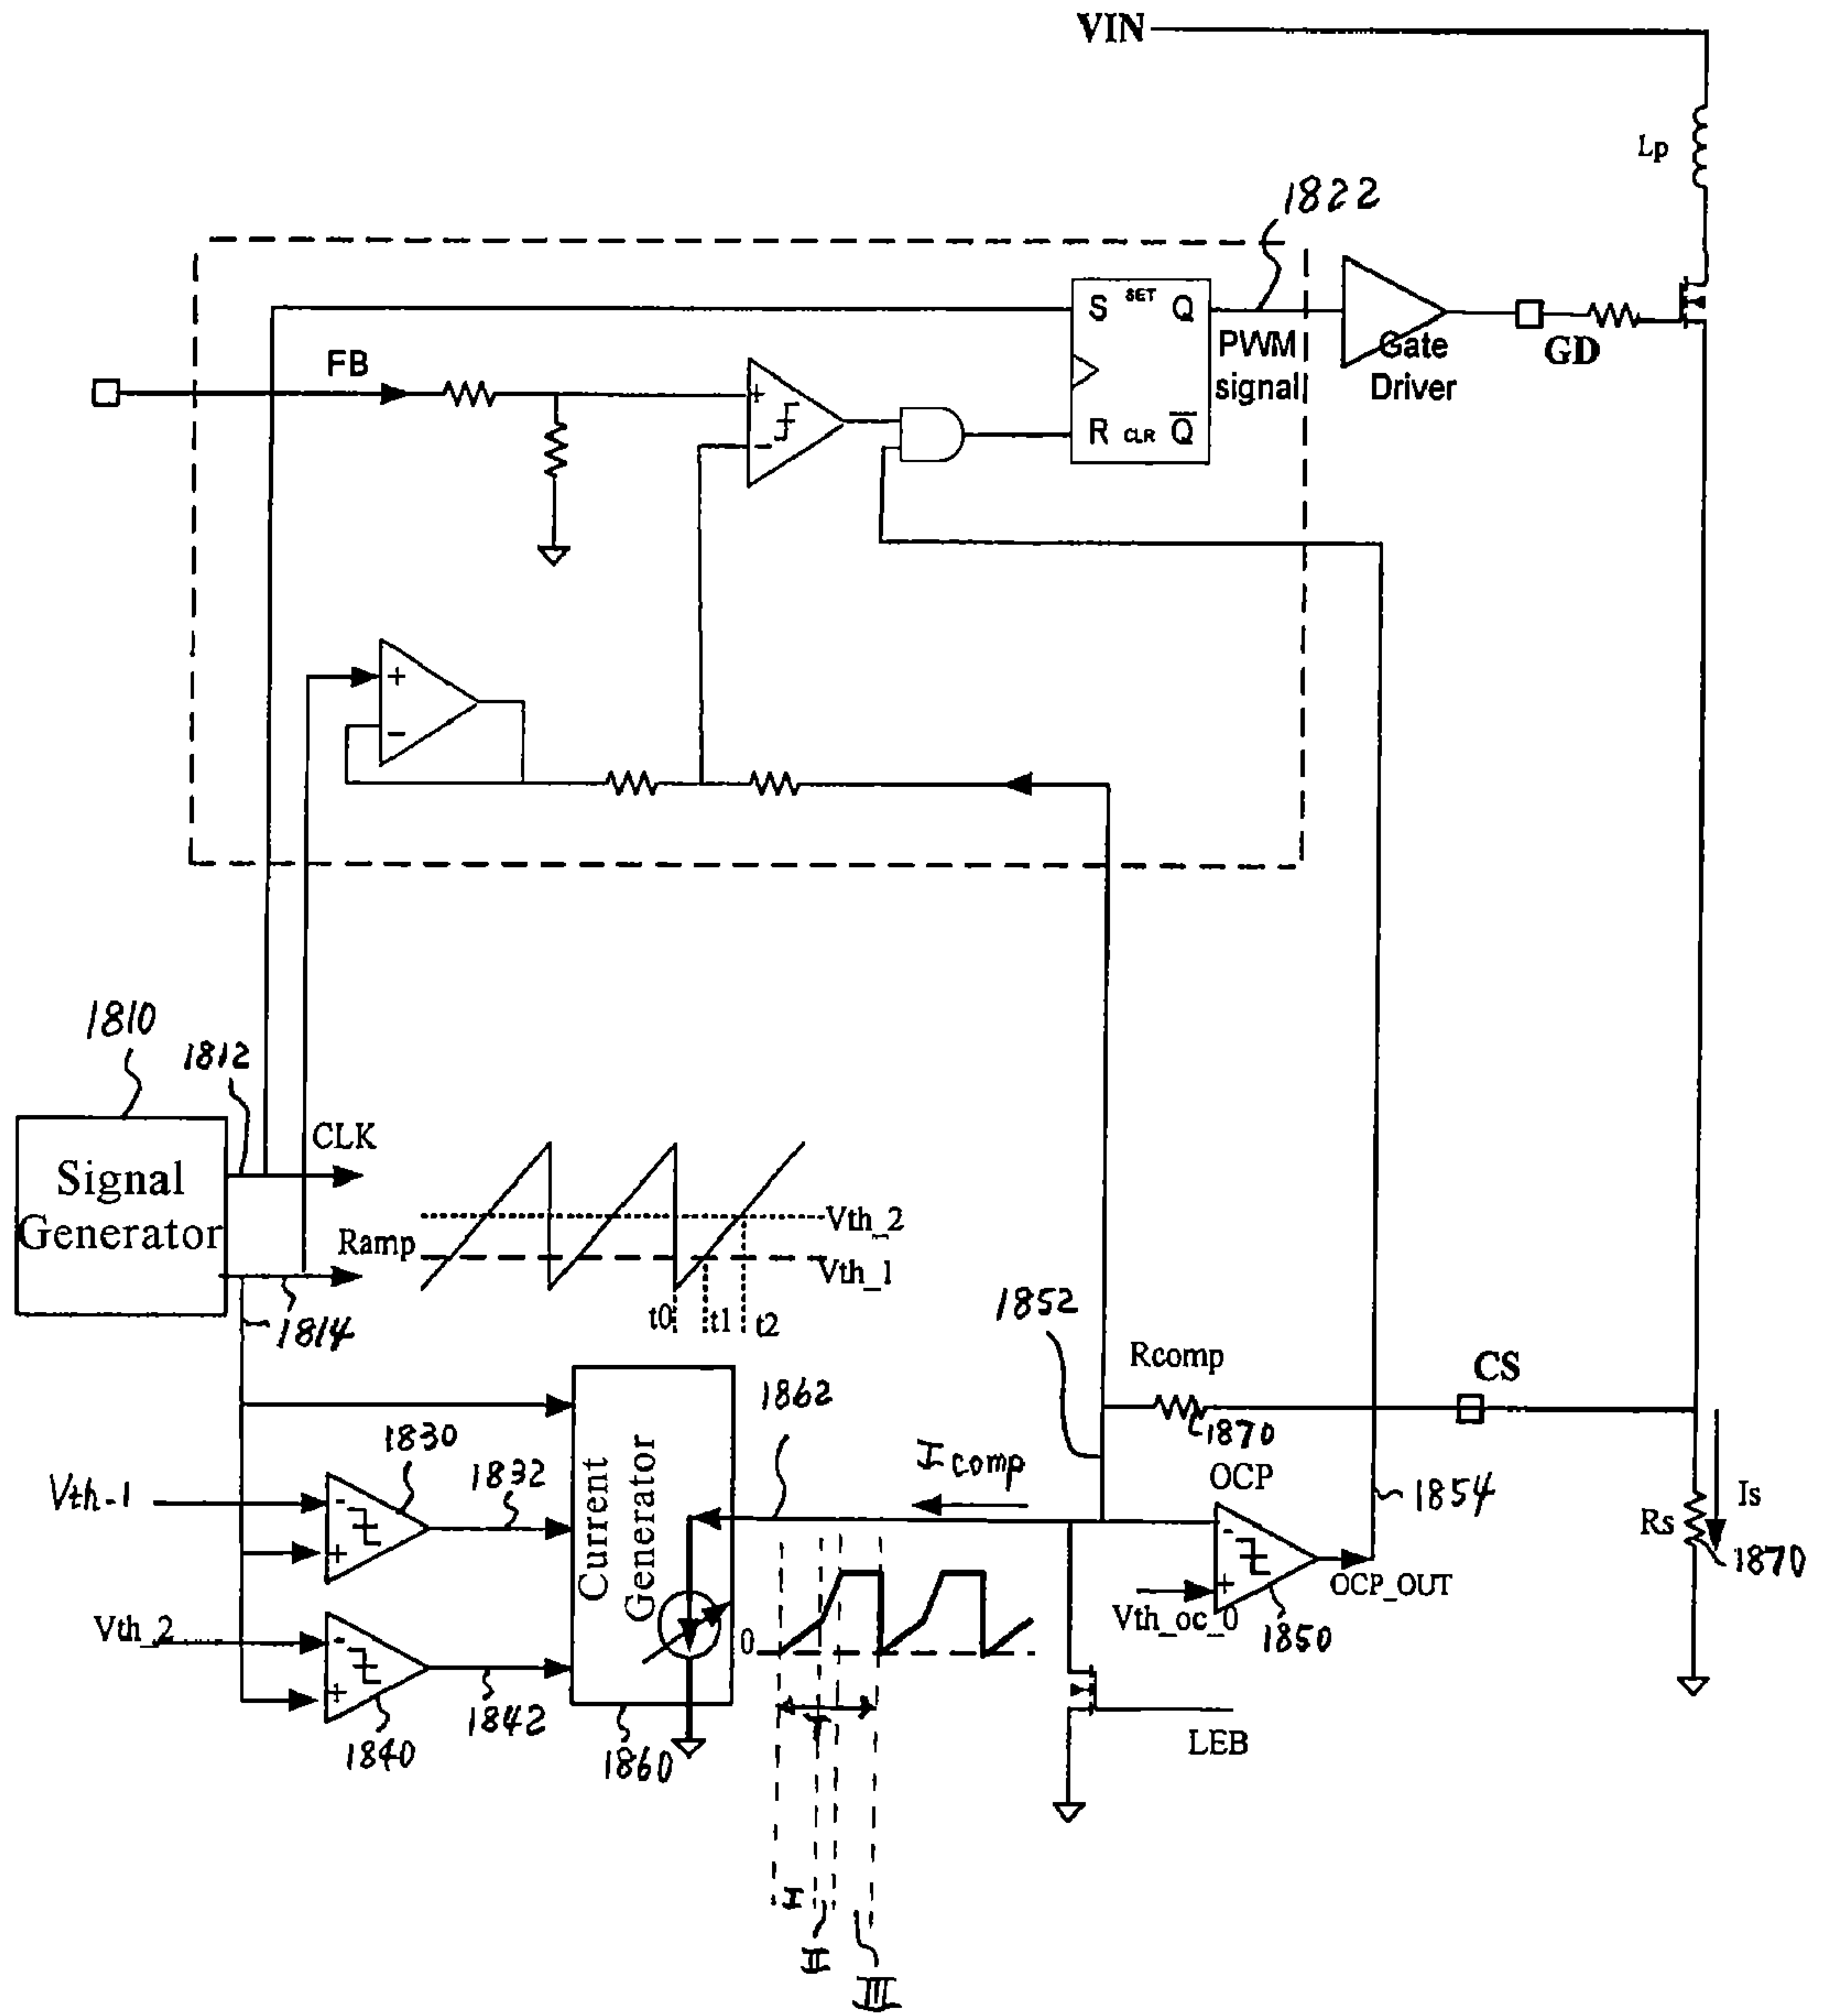 VIN
Lp
1822
S SET Q
FB
PWM signal
GD
Gate Driver
+
-
R CLR Q̅
+
-
1810
1812
CLK
Signal Generator
Ramp
Vth_2
Vth_1
t0 t1 t2
1814
1852
Rcomp
CS
1862
1870
1830
Icomp
OCP
1832
Vth-1
-
+
Current Generator
-
+
1854
Is
Rs
1870
OCP_OUT
Vth_oc_0
1850
Vth_2
-
+
0
1842
1840
1860
T
LEB
I
II
III